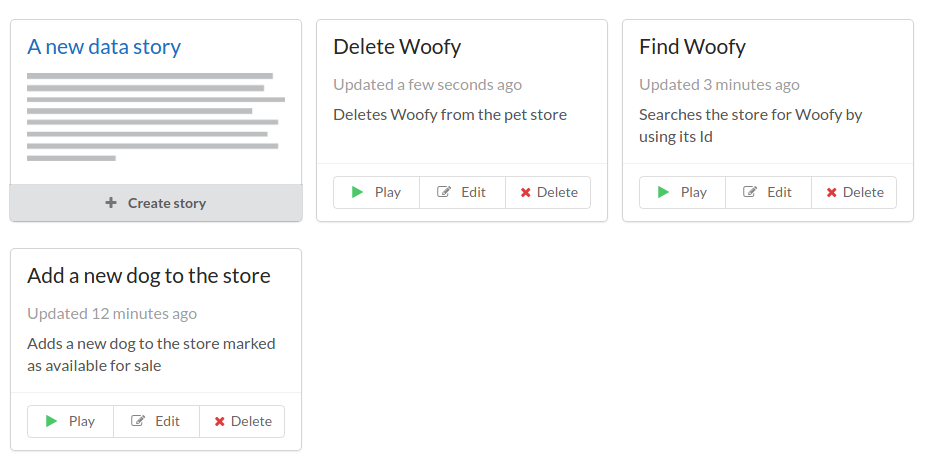 A new data story
Create story
Delete Woofy
Updated a few seconds ago
Deletes Woofy from the pet store
Play Edit Delete
Find Woofy
Updated 3 minutes ago
Searches the store for Woofy by
using its Id
Play Edit Delete
Add a new dog to the store
Updated 12 minutes ago
Adds a new dog to the store marked
as available for sale
Play Edit Delete